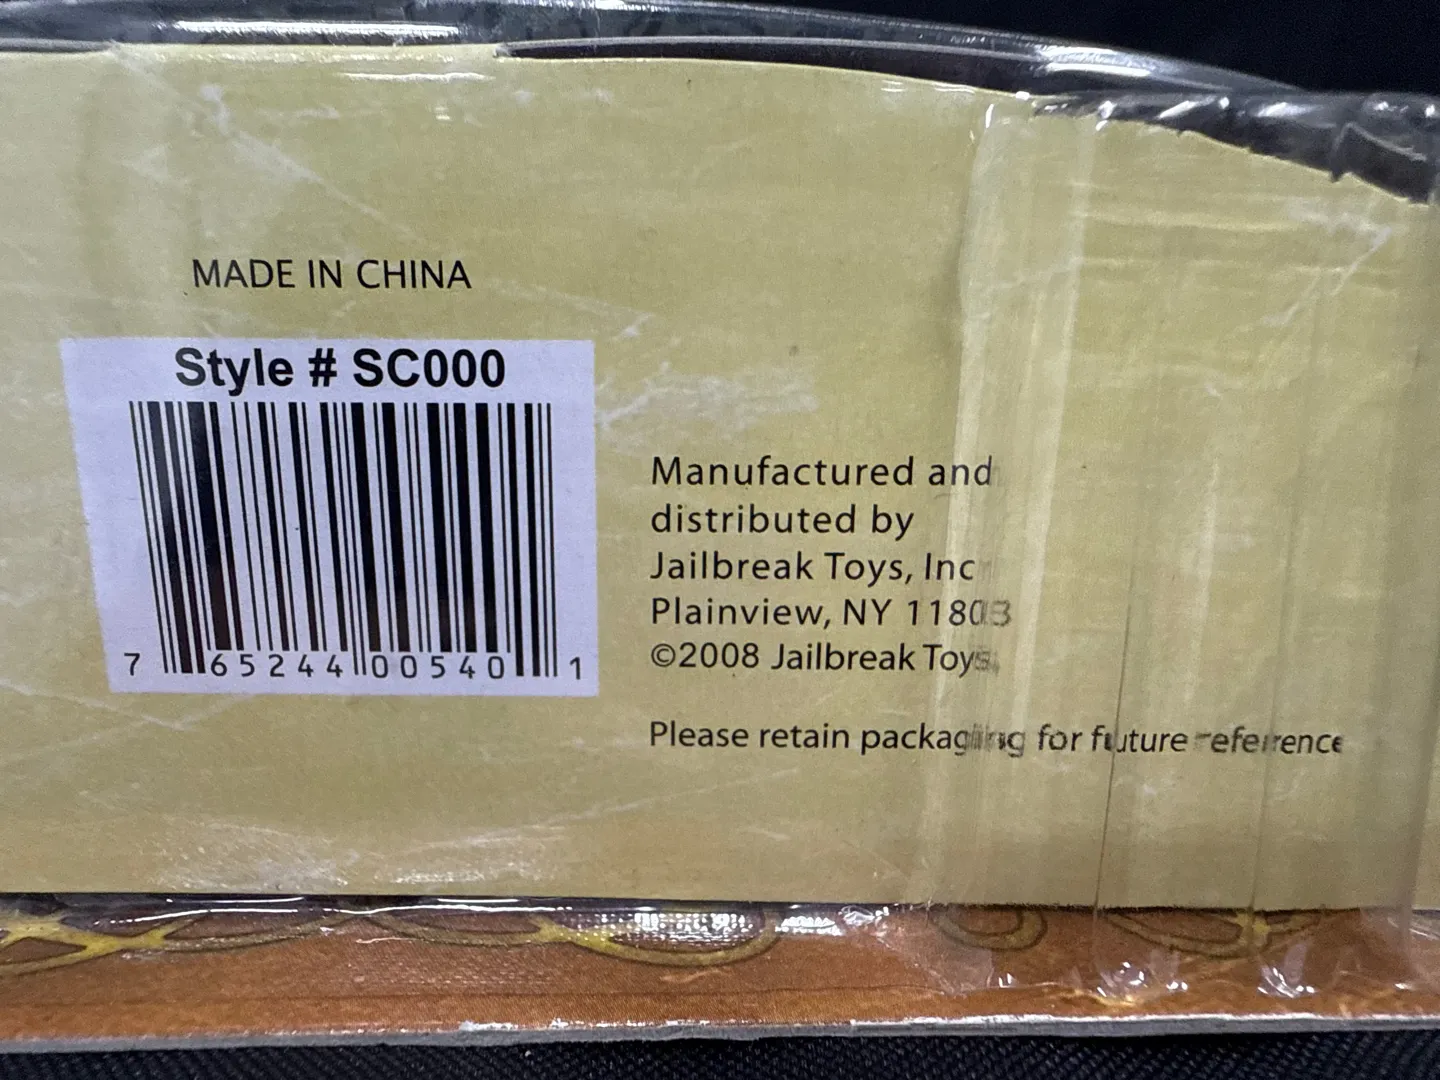 MADE IN CHINA
Style # SC000
7 65244 00540 1
Manufactured and
distributed by
Jailbreak Toys, Inc
Plainview, NY 11803
©2008 Jailbreak Toys
Please retain packaging for future reference